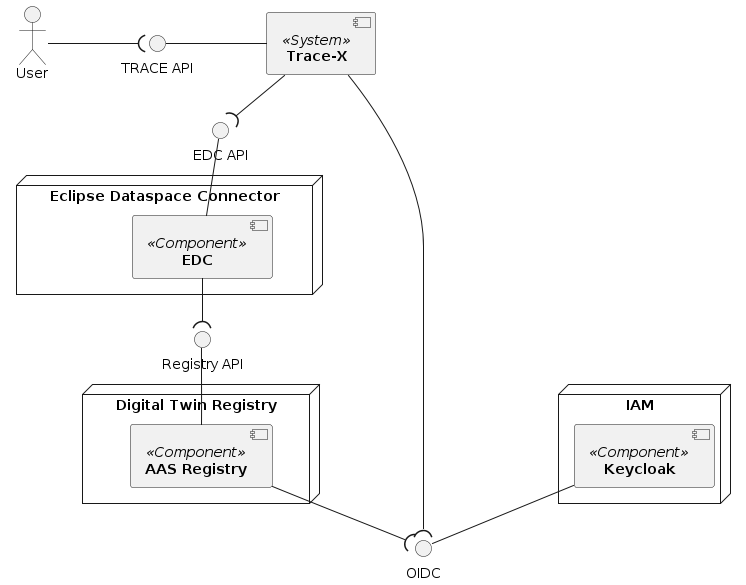 «System»
Trace-X
User
TRACE API
EDC API
Eclipse Dataspace Connector
«Component»
EDC
Registry API
Digital Twin Registry
«Component»
AAS Registry
IAM
«Component»
Keycloak
OIDC